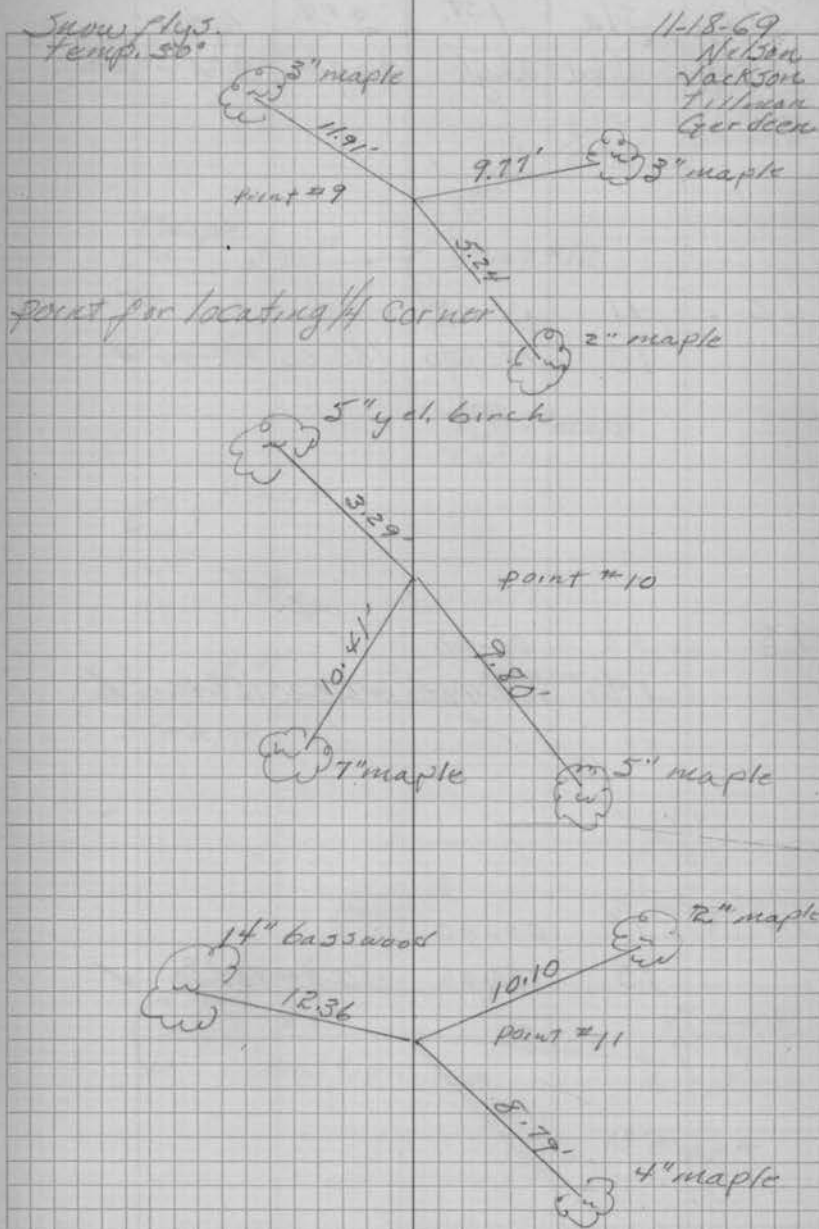 Snow flys.
Temp. 30°
11-18-69
Nelson
Jackson
Tillman
Gerdeen
3" maple
11.91'
9.77'
3" maple
point #9
5.24
point for locating 1/4 corner
2" maple
5" yel. birch
3.29'
point #10
10.41'
9.80'
7" maple
5" maple
14" basswood
12" maple
12.36
10.10
point #11
8.79'
4" maple